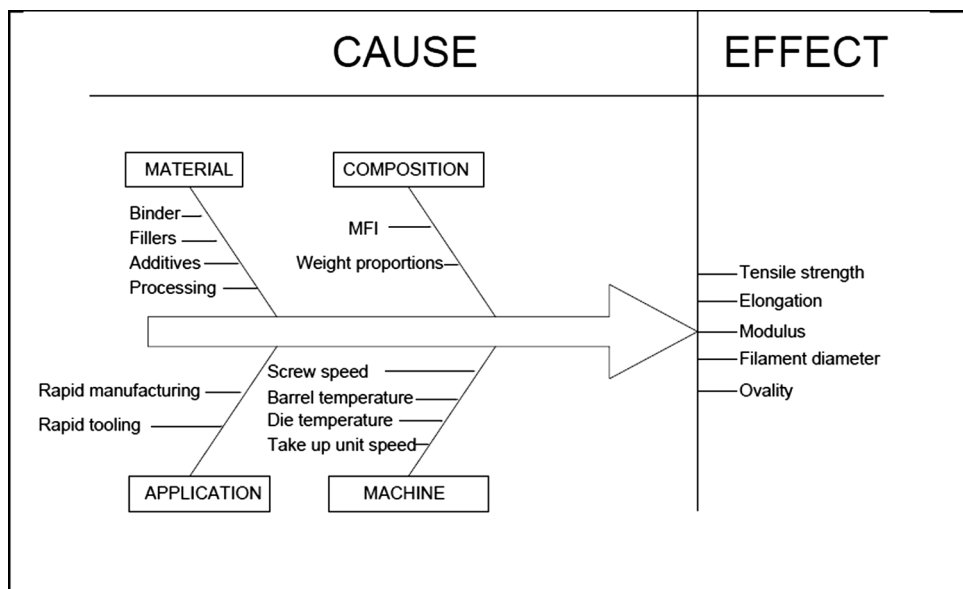 CAUSE
EFFECT
MATERIAL
COMPOSITION
Binder
Fillers
Additives
Processing
MFI
Weight proportions
Tensile strength
Elongation
Modulus
Filament diameter
Ovality
Rapid manufacturing
Rapid tooling
Screw speed
Barrel temperature
Die temperature
Take up unit speed
APPLICATION
MACHINE